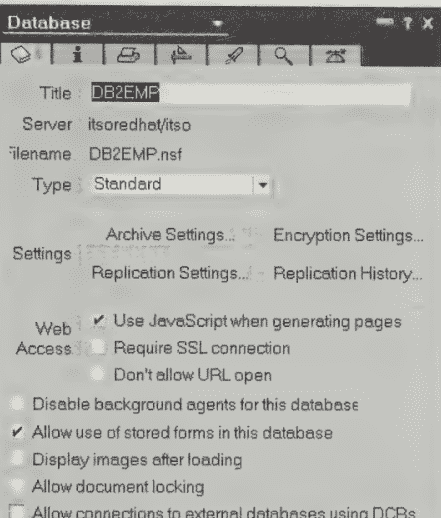 Database
? X
Title DB2EMP
Server itsoredhat/itso
Filename DB2EMP.nsf
Type Standard
Archive Settings... Encryption Settings...
Settings
Replication Settings... Replication History...
Web Access
Use JavaScript when generating pages
Require SSL connection
Don't allow URL open
Disable background agents for this database
Allow use of stored forms in this database
Display images after loading
Allow document locking
Allow connections to external databases using DCRs